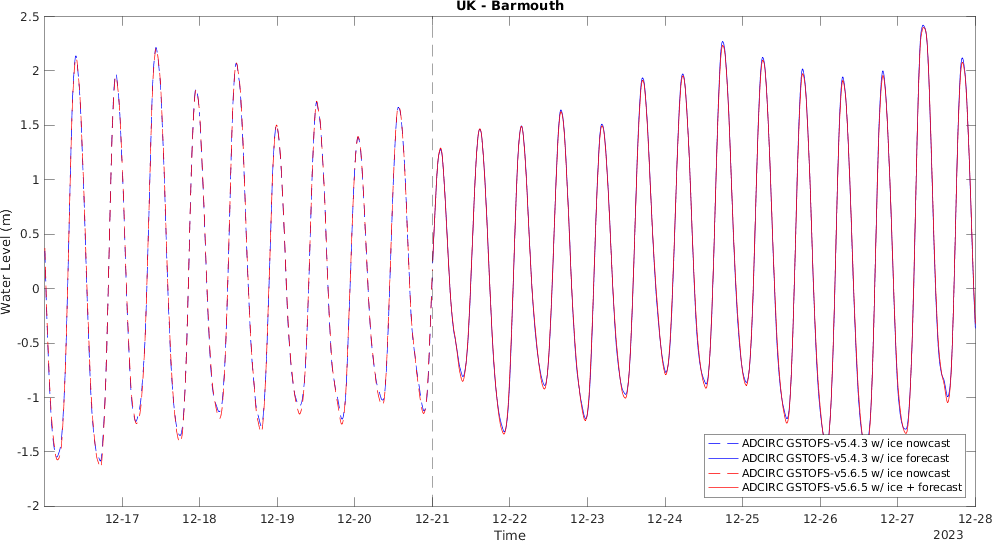 UK - Barmouth
2.5
2
1.5
1
0.5
0
-0.5
-1
-1.5
-2
Water Level (m)
ADCIRC GSTOFS-v5.4.3 w/ ice nowcast
ADCIRC GSTOFS-v5.4.3 w/ ice forecast
ADCIRC GSTOFS-v5.6.5 w/ ice nowcast
ADCIRC GSTOFS-v5.6.5 w/ ice + forecast
12-17 12-18 12-19 12-20 12-21 12-22 12-23 12-24 12-25 12-26 12-27 12-28
Time
2023